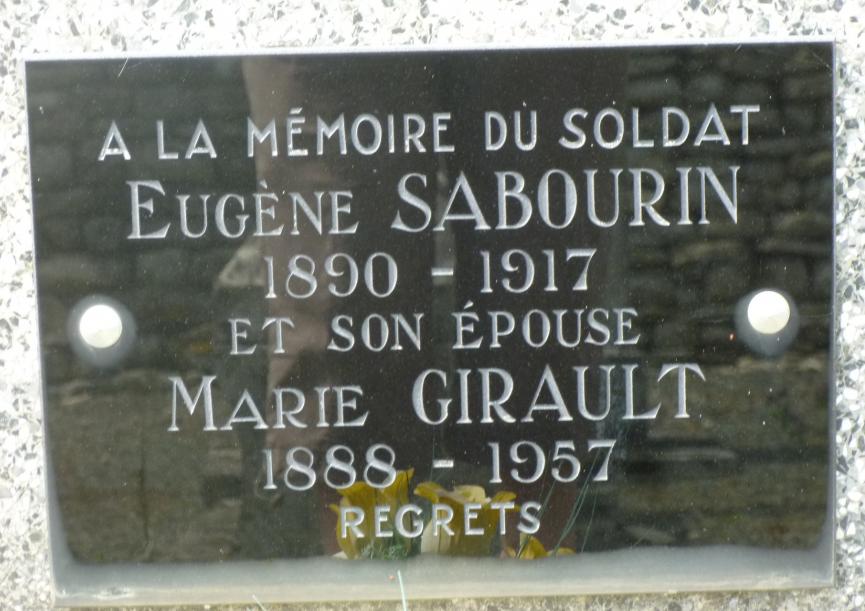 A LA MÉMOIRE DU SOLDAT
EUGÈNE SABOURIN
1890 - 1917
ET SON ÉPOUSE
MARIE GIRAULT
1888 - 1957
REGRETS